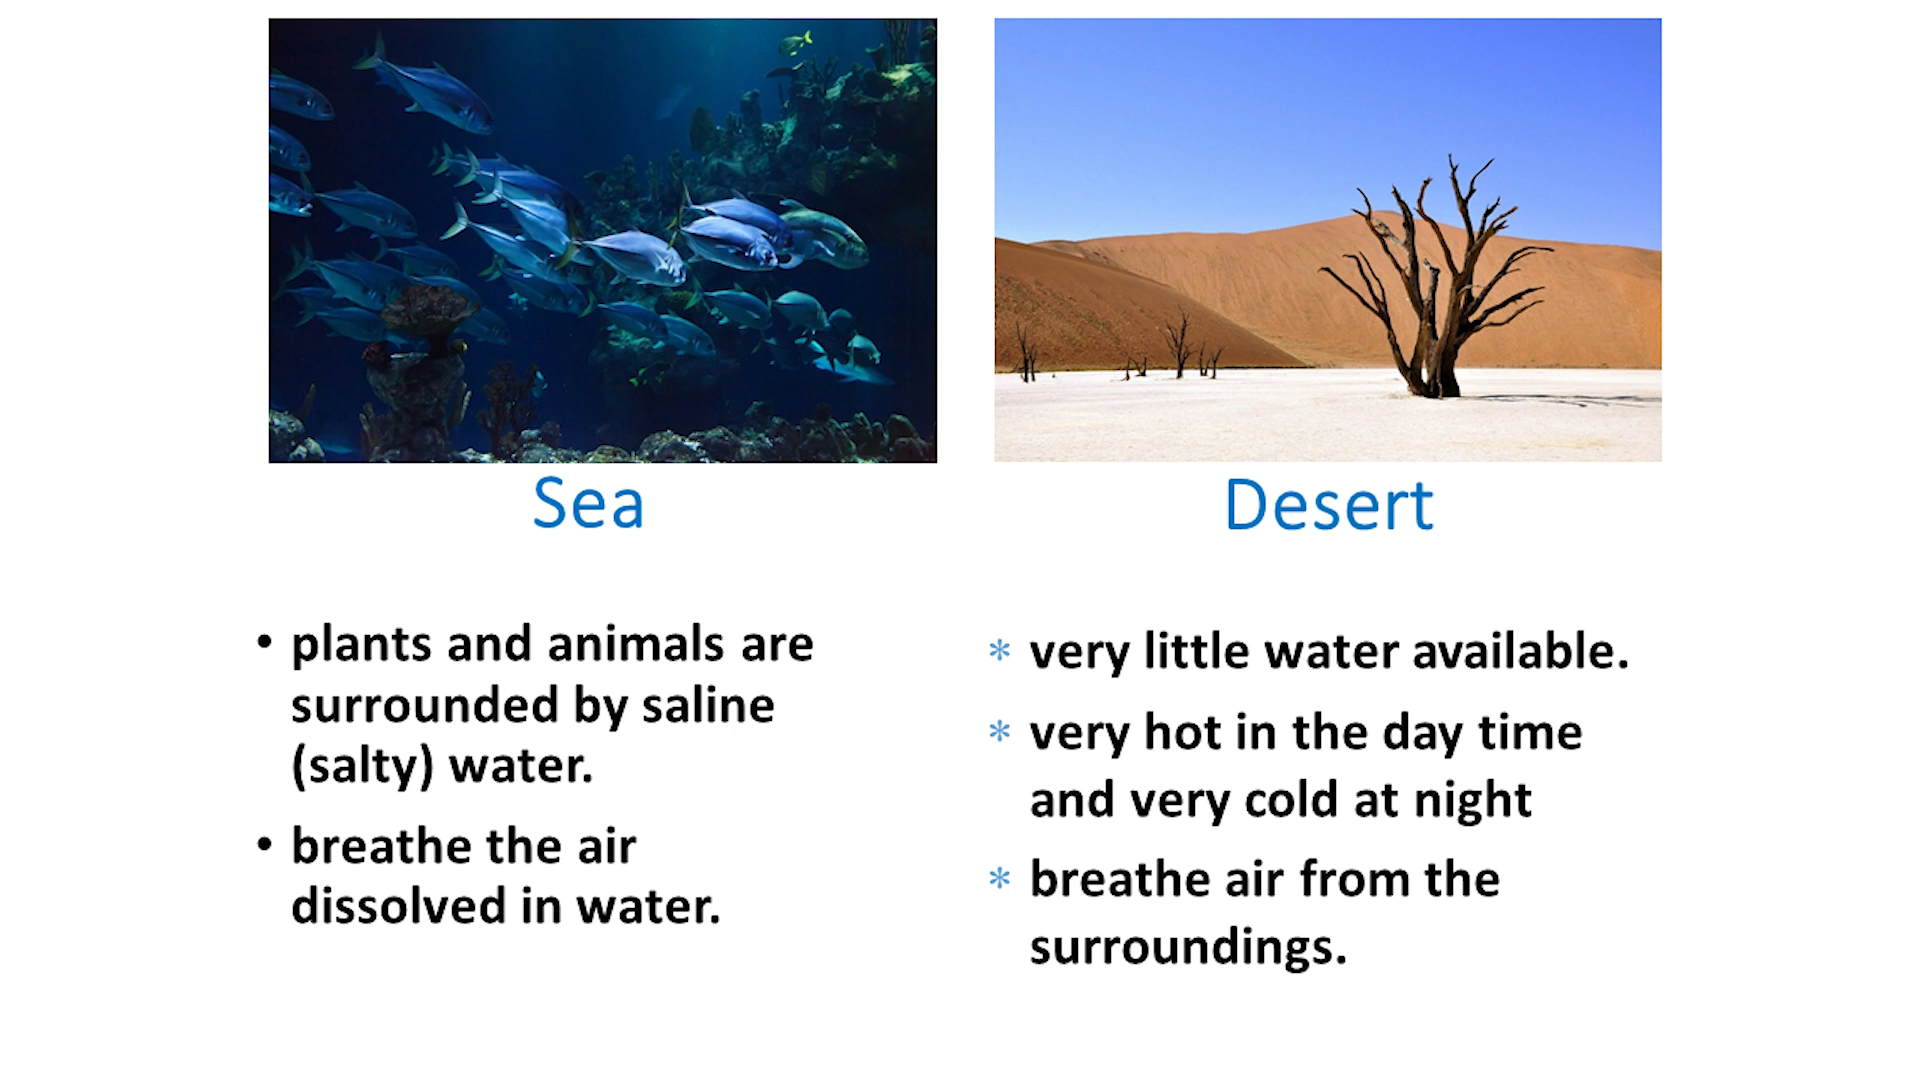 Sea
• plants and animals are
surrounded by saline
(salty) water.
• breathe the air
dissolved in water.
Desert
* very little water available.
* very hot in the day time
and very cold at night
* breathe air from the
surroundings.